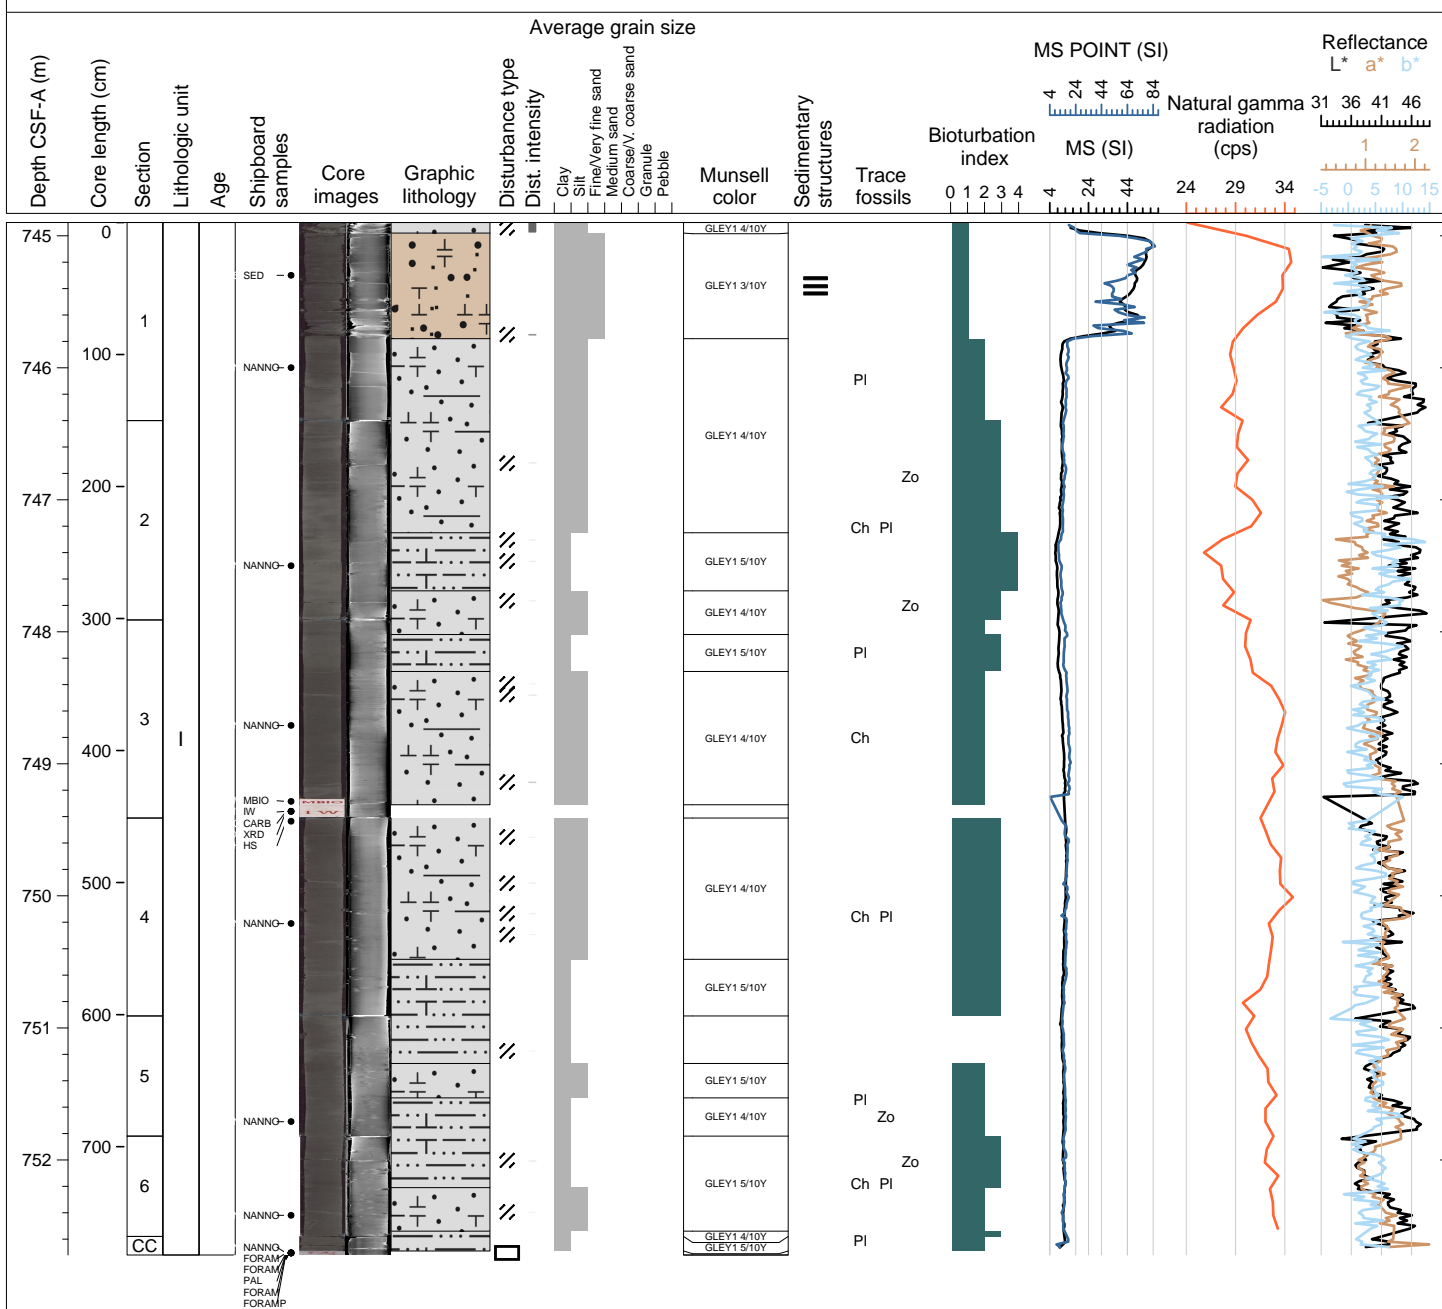 Average grain size
Depth CSF-A (m)
Core length (cm)
Section
Lithologic unit
Age
Shipboard
samples
Core
images
Graphic
lithology
Disturbance type
Dist. intensity
Clay
Silt
Fine/Very fine sand
Medium sand
Coarse/V. coarse sand
Granule
Pebble
Munsell
color
Sedimentary
structures
Trace
fossils
Bioturbation
index
0 1 2 3 4
MS POINT (SI)
4 24 44 64 84
MS (SI)
4 24 44
Natural gamma
radiation
(cps)
24 29 34
Reflectance
L* a* b*
31 36 41 46
1 2
-5 0 5 10 15
745
746
747
748
749
750
751
752
0
100
200
300
400
500
600
700
1
2
3
4
5
6
CC
I
SED
NANNO
NANNO
NANNO
MBIO
IW
CARB
XRD
HS
NANNO
NANNO
NANNO
NANNO
FORAM
FORAM
PAL
FORAM
FORAMP
MBIO
I W
GLEY1 4/10Y
GLEY1 3/10Y
GLEY1 4/10Y
GLEY1 5/10Y
GLEY1 4/10Y
GLEY1 5/10Y
GLEY1 4/10Y
GLEY1 4/10Y
GLEY1 5/10Y
GLEY1 5/10Y
GLEY1 4/10Y
GLEY1 5/10Y
GLEY1 4/10Y
GLEY1 5/10Y
Pl
Zo
Ch Pl
Zo
Pl
Ch
Ch Pl
Pl
Zo
Zo
Ch Pl
Pl